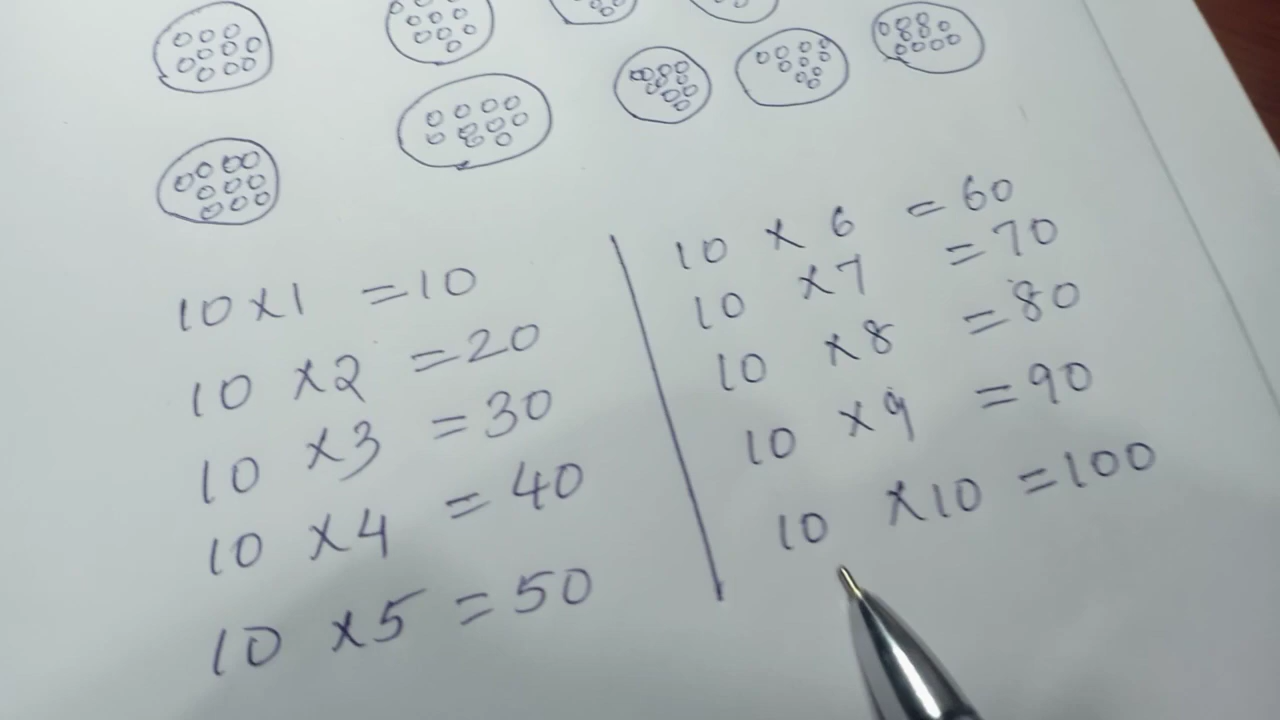 10 x 1 = 10
10 x 2 = 20
10 x 3 = 30
10 x 4 = 40
10 x 5 = 50
10 x 6 = 60
10 x 7 = 70
10 x 8 = 80
10 x 9 = 90
10 x 10 = 100